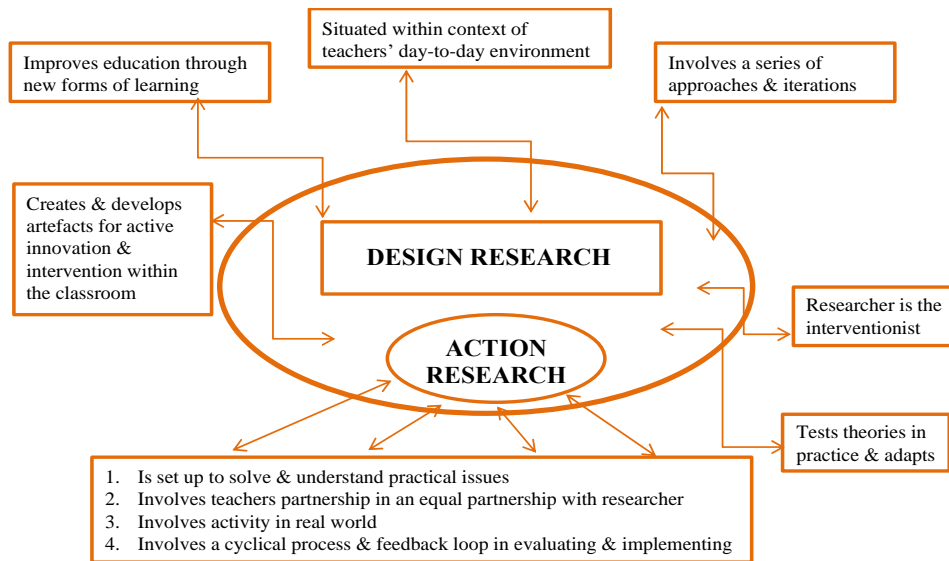 Situated within context of
teachers' day-to-day environment
Improves education through
new forms of learning
Involves a series of
approaches & iterations
Creates & develops
artefacts for active
innovation &
intervention within
the classroom
DESIGN RESEARCH
Researcher is the
interventionist
ACTION
RESEARCH
Tests theories in
practice & adapts
1. Is set up to solve & understand practical issues
2. Involves teachers partnership in an equal partnership with researcher
3. Involves activity in real world
4. Involves a cyclical process & feedback loop in evaluating & implementing